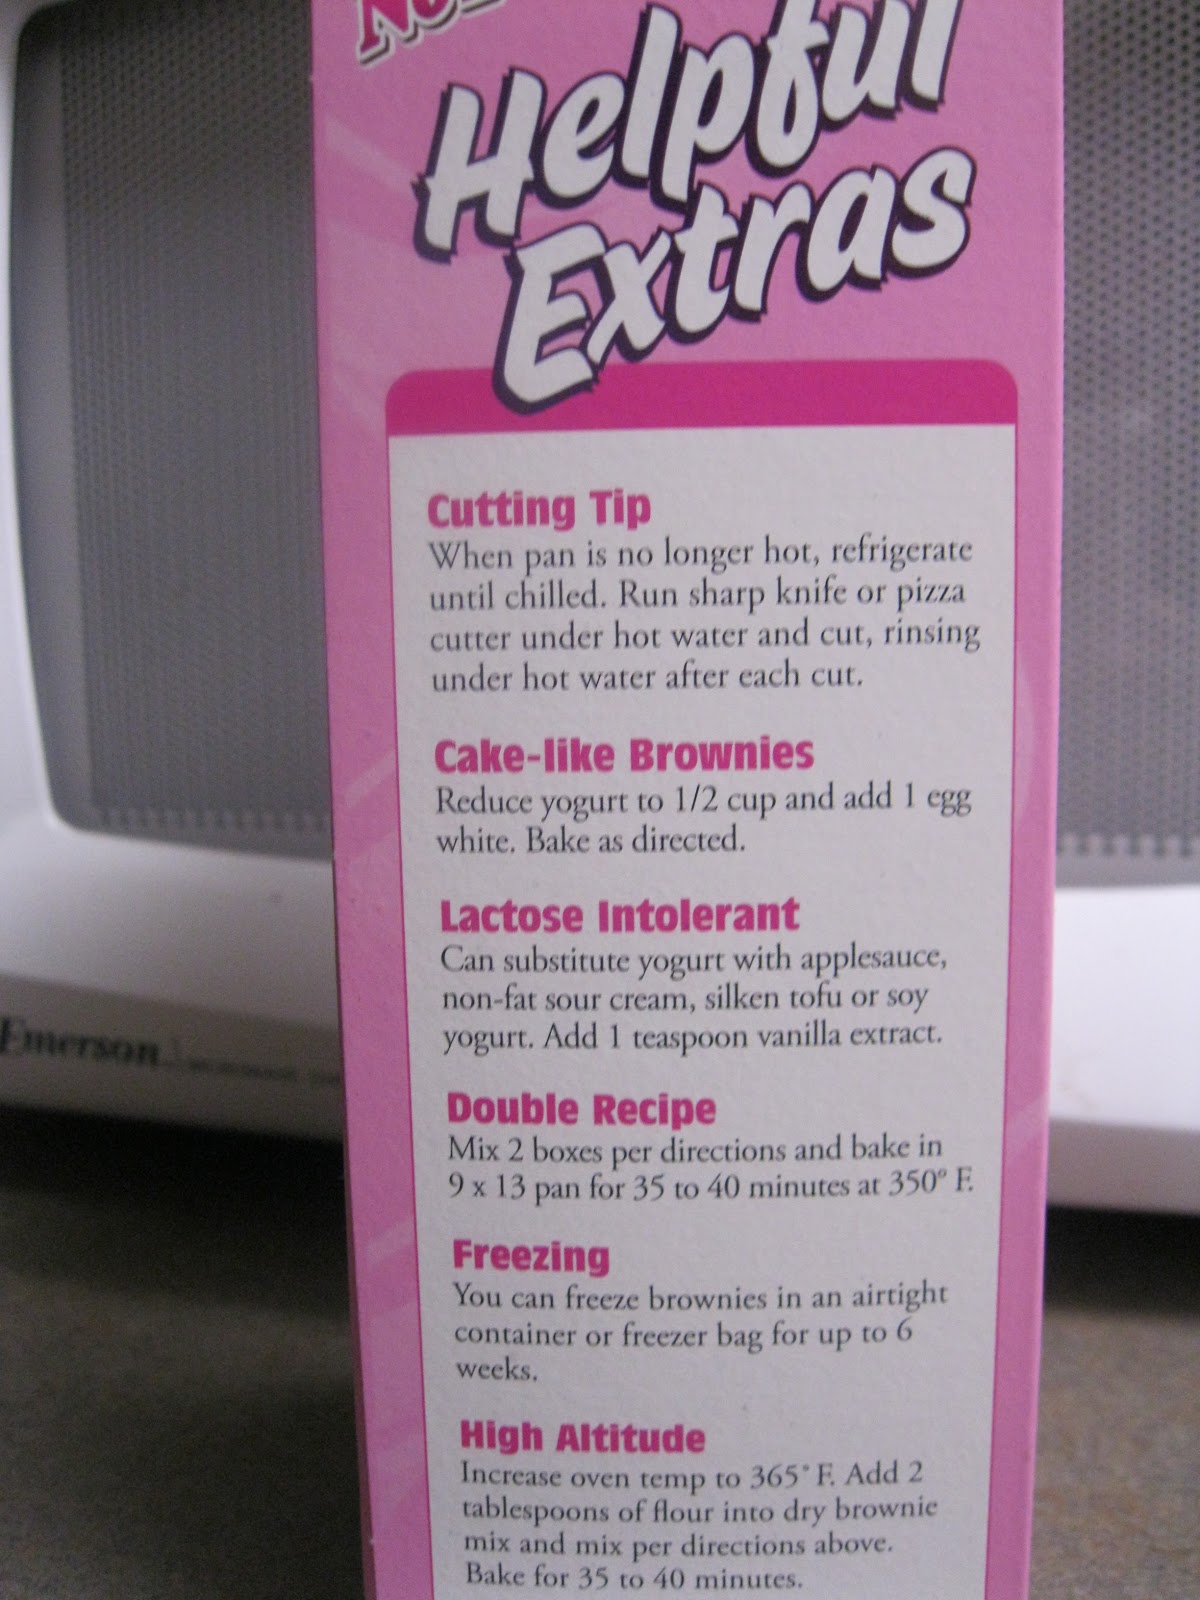 Helpful
Extras
Cutting Tip
When pan is no longer hot, refrigerate
until chilled. Run sharp knife or pizza
cutter under hot water and cut, rinsing
under hot water after each cut.
Cake-like Brownies
Reduce yogurt to 1/2 cup and add 1 egg
white. Bake as directed.
Lactose Intolerant
Can substitute yogurt with applesauce,
non-fat sour cream, silken tofu or soy
yogurt. Add 1 teaspoon vanilla extract.
Double Recipe
Mix 2 boxes per directions and bake in
9 x 13 pan for 35 to 40 minutes at 350° F.
Freezing
You can freeze brownies in an airtight
container or freezer bag for up to 6
weeks.
High Altitude
Increase oven temp to 365° F. Add 2
tablespoons of flour into dry brownie
mix and mix per directions above.
Bake for 35 to 40 minutes.
Emerson